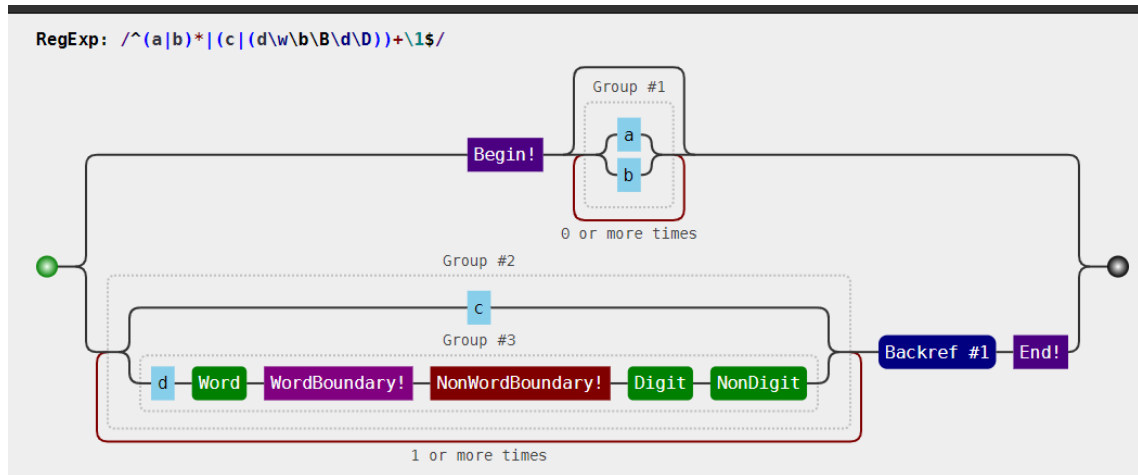 RegExp: /^(a|b)*|(c|(d\w\b\B\d\D))+\1$/
Group #1
a
Begin!
b
0 or more times
Group #2
c
Group #3
Backref #1 End!
d Word WordBoundary! NonWordBoundary! Digit NonDigit
1 or more times